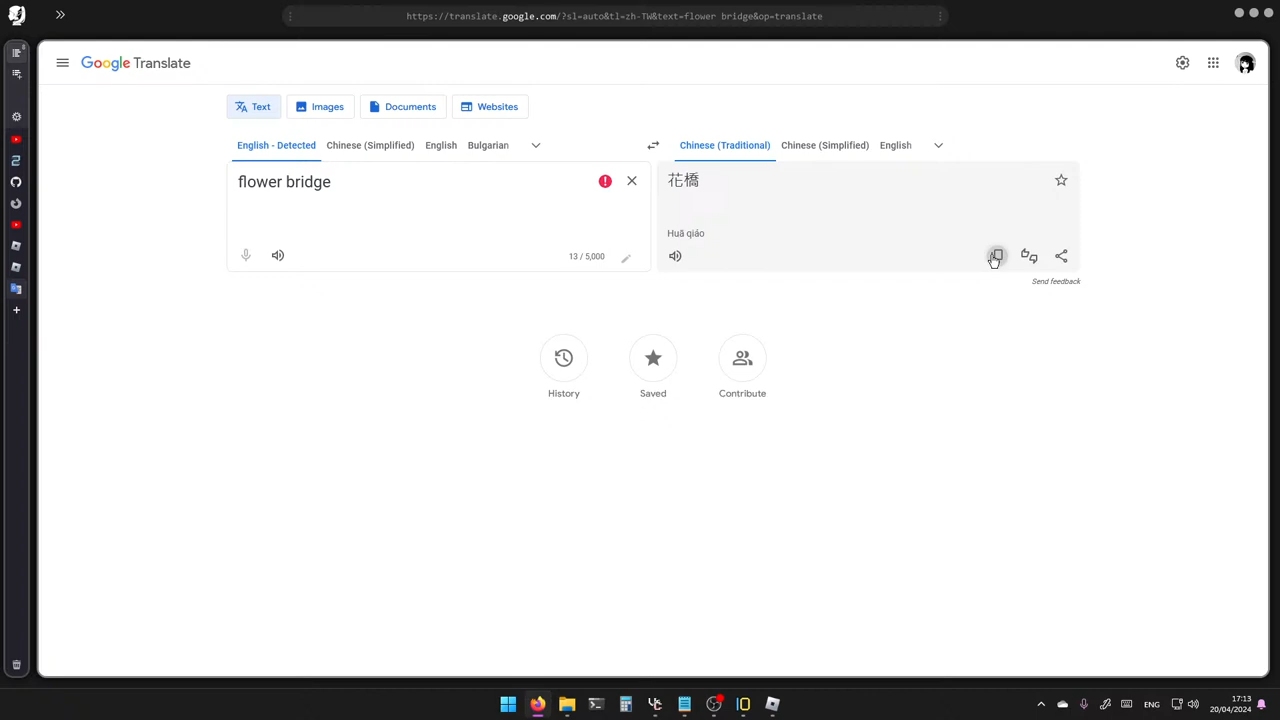 https://translate.google.com/?sl=auto&tl=zh-TW&text=flower bridge&op=translate
8
Google Translate
Text
Images
Documents
Websites
English - Detected
Chinese (Simplified)
English
Bulgarian
Chinese (Traditional)
Chinese (Simplified)
English
flower bridge
花橋
Huā qiáo
13 / 5,000
Send feedback
History
Saved
Contribute
ENG
17:13
20/04/2024